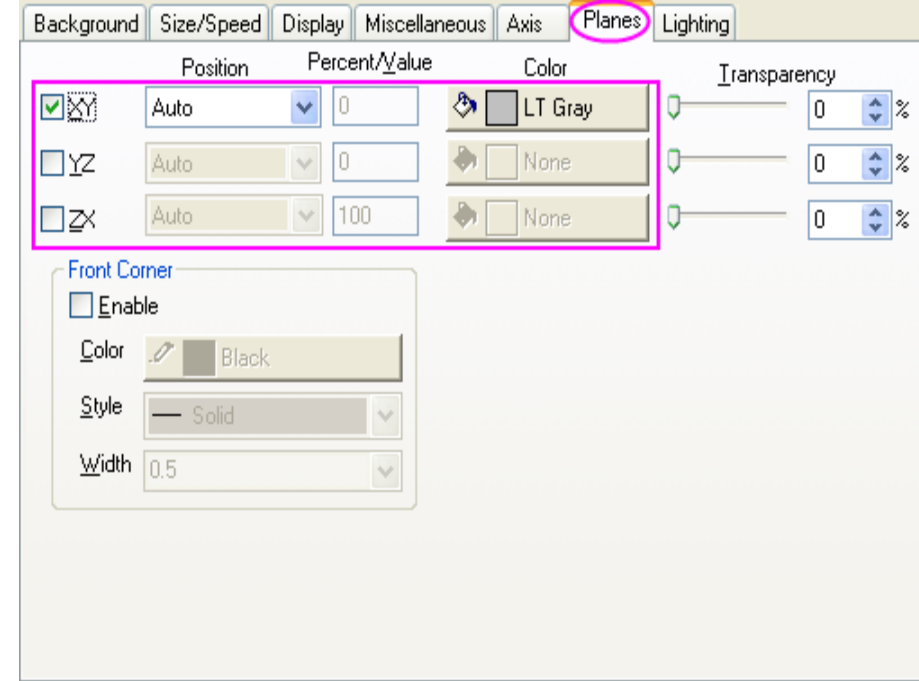 Background Size/Speed Display Miscellaneous Axis Planes Lighting
Position Percent/Value Color Transparency
XY Auto 0 LT Gray 0 %
YZ Auto 0 None 0 %
ZX Auto 100 None 0 %
Front Corner
Enable
Color Black
Style Solid
Width 0.5